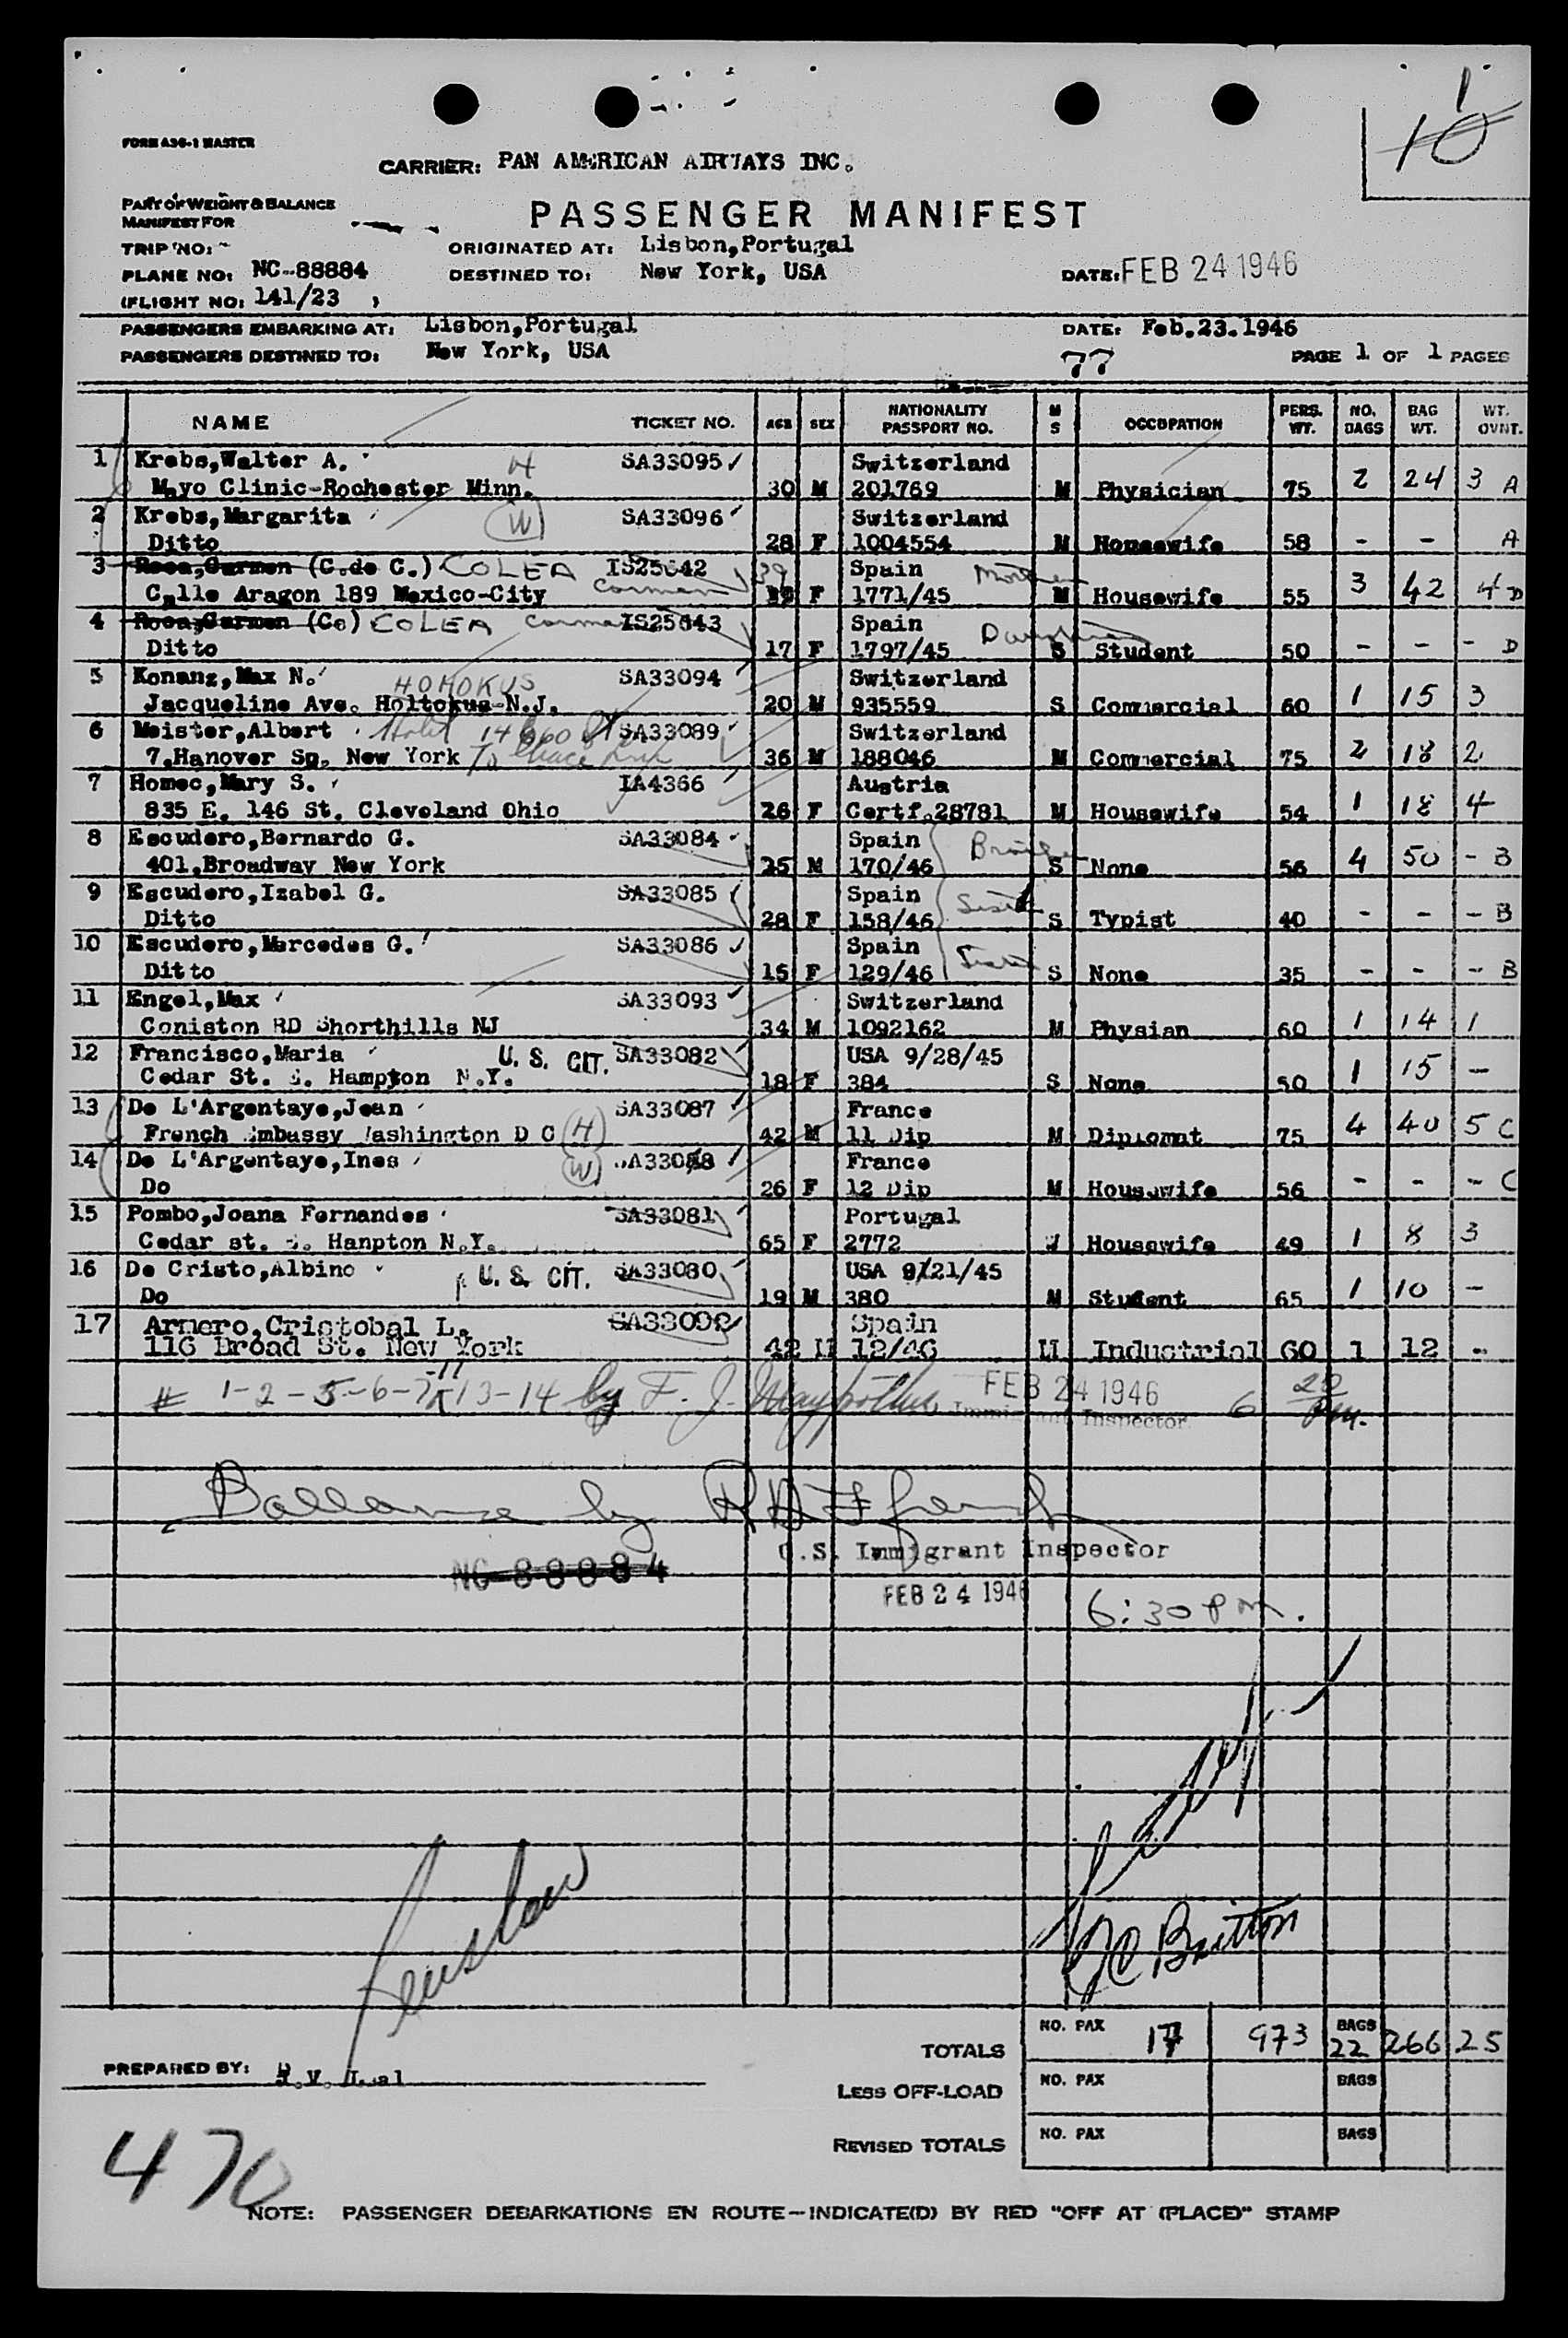 1
10
FORM A36-1 MASTER
CARRIER: PAN AMERICAN AIRWAYS INC.
PART OF WEIGHT & BALANCE
MANIFEST FOR
PASSENGER MANIFEST
TRIP NO:
ORIGINATED AT: Lisbon,Portugal
PLANE NO: NC-88884
DESTINED TO: New York, USA
DATE: FEB 24 1946
(FLIGHT NO: 141/23 )
PASSENGERS EMBARKING AT: Lisbon,Portugal
DATE: Feb.23.1946
PASSENGERS DESTINED TO: New York, USA
77
PAGE 1 OF 1 PAGES
NAME TICKET NO. AGE SEX NATIONALITY PASSPORT NO. M S OCCUPATION PERS. WT. NO. BAGS BAG WT. WT. OVNT.
1 Krebs,Walter A. H SA33095 Switzerland
Mayo Clinic-Rochester Minn. 30 M 201769 M Physician 75 2 24 3 A
2 Krebs,Margarita W SA33096 Switzerland
Ditto 28 F 1004554 M Housewife 58 - - A
3 Roca,Carmen (C.de C.) COLEA Carmen IS25642 39 Spain Mother
Calle Aragon 189 Mexico-City F 1771/45 M Housewife 55 3 42 4 D
4 Roca,Carmen (Co) COLEA Carmen IS25643 Spain Daughter
Ditto 17 F 1797/45 S Student 50 - - - D
5 Konanz,Max N. HOHOKUS SA33094 Switzerland
Jacqueline Ave. Holtokus-N.J. 20 M 935559 S Commercial 60 1 15 3
6 Meister,Albert Hotel SA33089 Switzerland
7,Hanover Sq, New York 36 M 188046 M Commercial 75 2 18 2
7 Homec,Mary S. IA4366 Austria
835 E. 146 St. Cleveland Ohio 26 F Certf.28781 M Housewife 54 1 18 4
8 Escudero,Bernardo G. SA33084 Spain Brother
401,Broadway New York 25 M 170/46 S None 56 4 50 - B
9 Escudero,Izabel G. SA33085 Spain Sister
Ditto 28 F 158/46 S Typist 40 - - - B
10 Escudero,Mercedes G. SA33086 Spain Sister
Ditto 15 F 129/46 S None 35 - - - B
11 Engel,Max SA33093 Switzerland
Coniston RD Shorthills NJ 34 M 1092162 M Physian 60 1 14 1
12 Francisco,Maria U. S. CIT. SA33082 USA 9/28/45
Cedar St. E. Hampton N.Y. 18 F 384 S None 50 1 15 -
13 De L'Argentaye,Jean SA33087 France
French Embassy Washington D C H 42 M 11 Dip M Diplomat 75 4 40 5 C
14 De L'Argentaye,Ines W SA33088 France
Do 26 F 12 Dip M Housewife 56 - - - C
15 Pombo,Joana Fernandes SA33081 Portugal
Cedar st. E. Hanpton N.Y. 65 F 2772 Housewife 49 1 8 3
16 De Cristo,Albino U. S. CIT. SA33080 USA 9/21/45
Do 19 M 380 M Student 65 1 10 -
17 Arnero,Cristobal L. Spain
116 Broad St. New York 42 M 12/46 M Industrial 60 1 12 -
# 1-2-5-6-7-11-13-14 by F. J. FEB 24 1946 6 20 PM.
Immigrant Inspector
Ballance by
U.S. Immigrant Inspector
NC-88884
FEB 24 1946
6:30 PM.
JC Britton
TOTALS NO. PAX 17 973 BAGS 22 266 25
PREPARED BY:
LESS OFF-LOAD NO. PAX BAGS
REVISED TOTALS NO. PAX BAGS
470
NOTE: PASSENGER DEBARKATIONS EN ROUTE—INDICATE(D) BY RED "OFF AT (PLACE)" STAMP